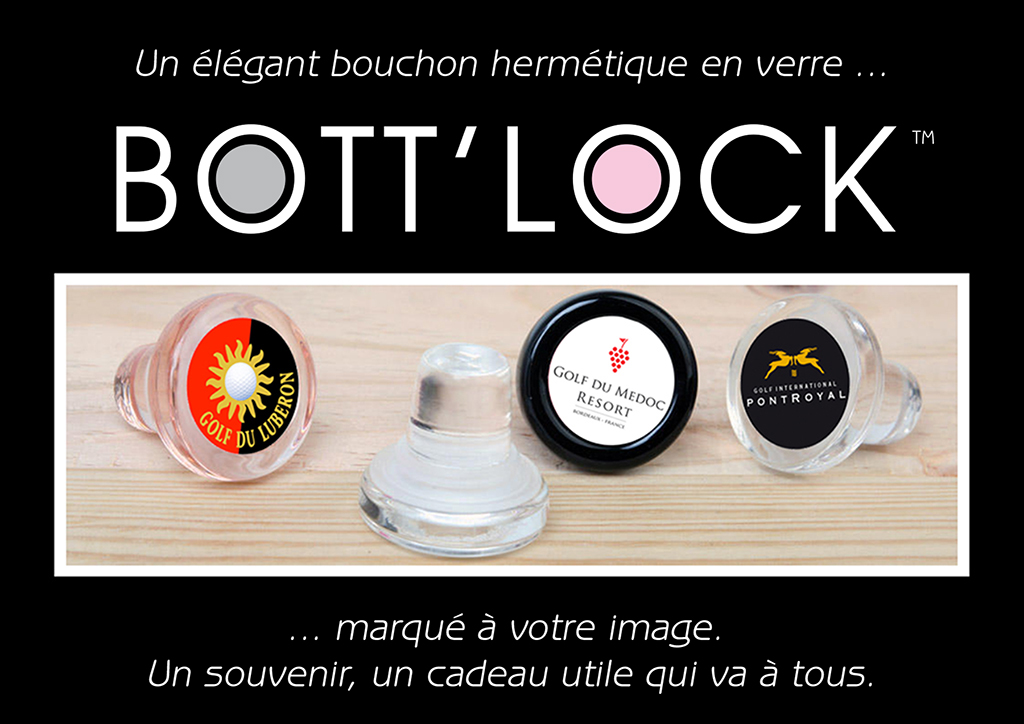 Un élégant bouchon hermétique en verre ...
BOTT'LOCK™
GOLF DU LUBERON
GOLF DU MEDOC
RESORT
BORDEAUX - FRANCE
GOLF INTERNATIONAL
PONTROYAL
... marqué à votre image.
Un souvenir, un cadeau utile qui va à tous.